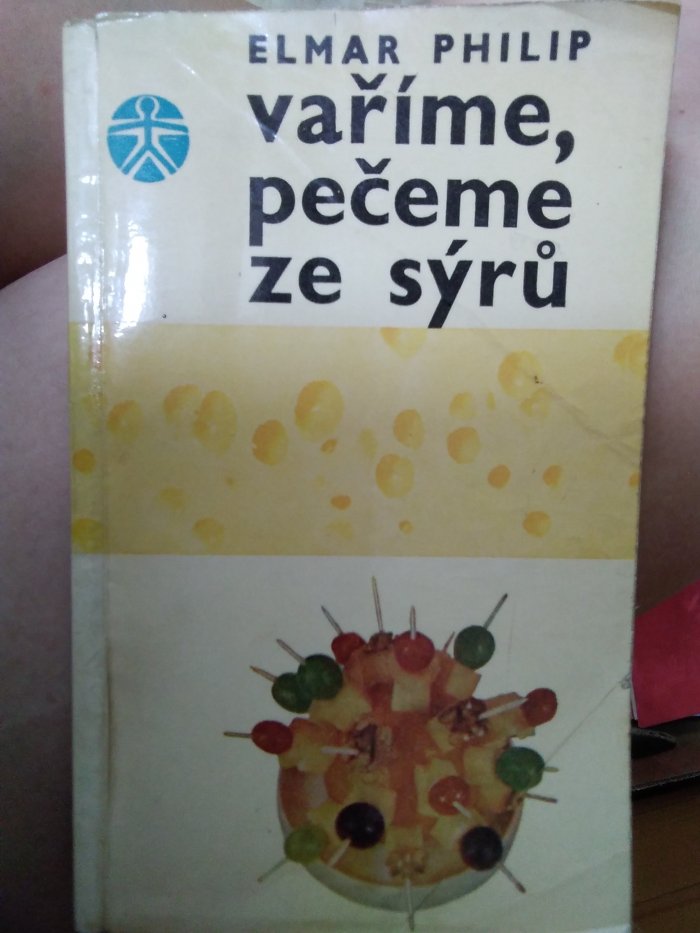 ELMAR PHILIP
vaříme,
pečeme
ze sýrů